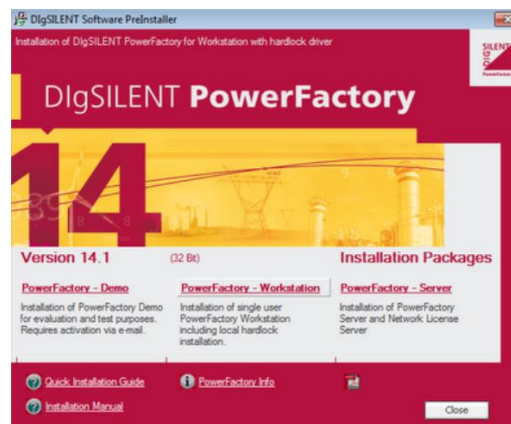 DIgSILENT Software PreInstaller
Installation of DIgSILENT PowerFactory for Workstation with hardlock driver
DIgSILENT PowerFactory
14
Version 14.1
(32 Bit)
Installation Packages
PowerFactory - Demo
Installation of PowerFactory Demo
for evaluation and test purposes.
Requires activation via e-mail.
PowerFactory - Workstation
Installation of single user
PowerFactory Workstation
including local hardlock
installation.
PowerFactory - Server
Installation of PowerFactory
Server and Network License
Server
Quick Installation Guide
PowerFactory Info
Installation Manual
Close